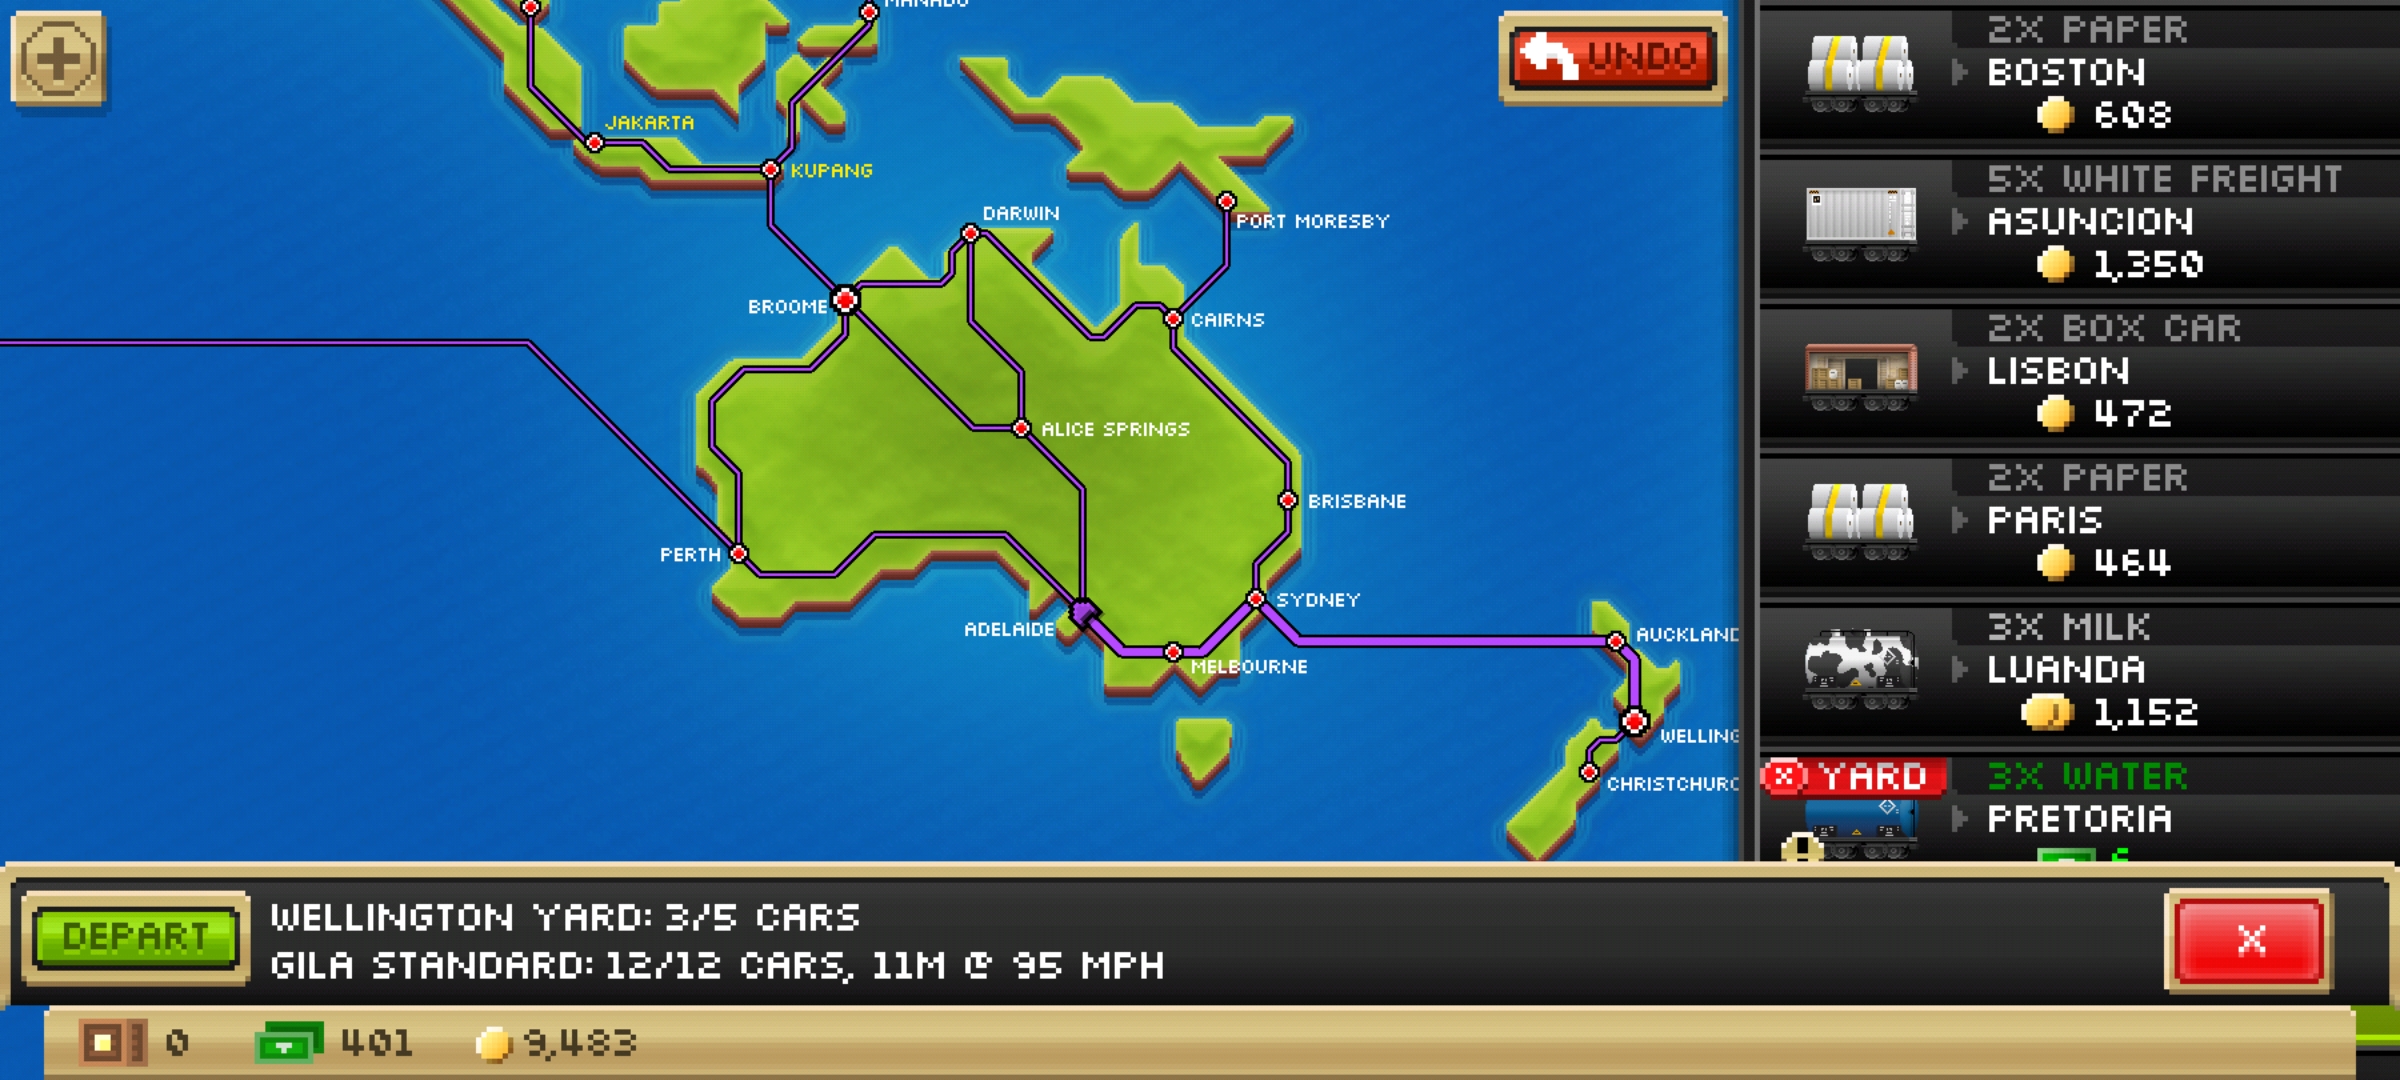 MANADO
JAKARTA
KUPANG
DARWIN
PORT MORESBY
BROOME
CAIRNS
ALICE SPRINGS
BRISBANE
PERTH
SYDNEY
ADELAIDE
MELBOURNE
AUCKLAND
WELLING
CHRISTCHURC
UNDO
2X PAPER
BOSTON
608
5X WHITE FREIGHT
ASUNCION
1,350
2X BOX CAR
LISBON
472
2X PAPER
PARIS
464
3X MILK
LUANDA
1,152
YARD
3X WATER
PRETORIA
DEPART
WELLINGTON YARD: 3/5 CARS
GILA STANDARD: 12/12 CARS, 11M @ 95 MPH
X
0
401
9,483